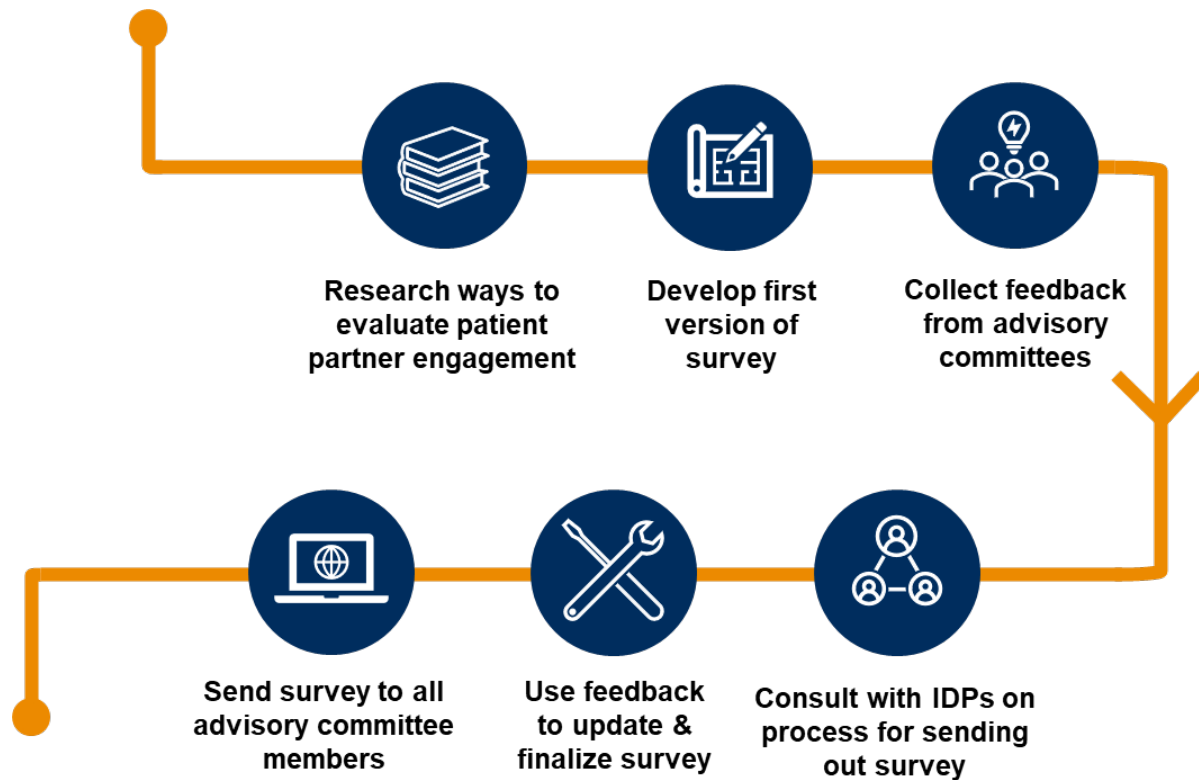 Research ways to
evaluate patient
partner engagement
Develop first
version of
survey
Collect feedback
from advisory
committees
Consult with IDPs on
process for sending
out survey
Use feedback
to update &
finalize survey
Send survey to all
advisory committee
members